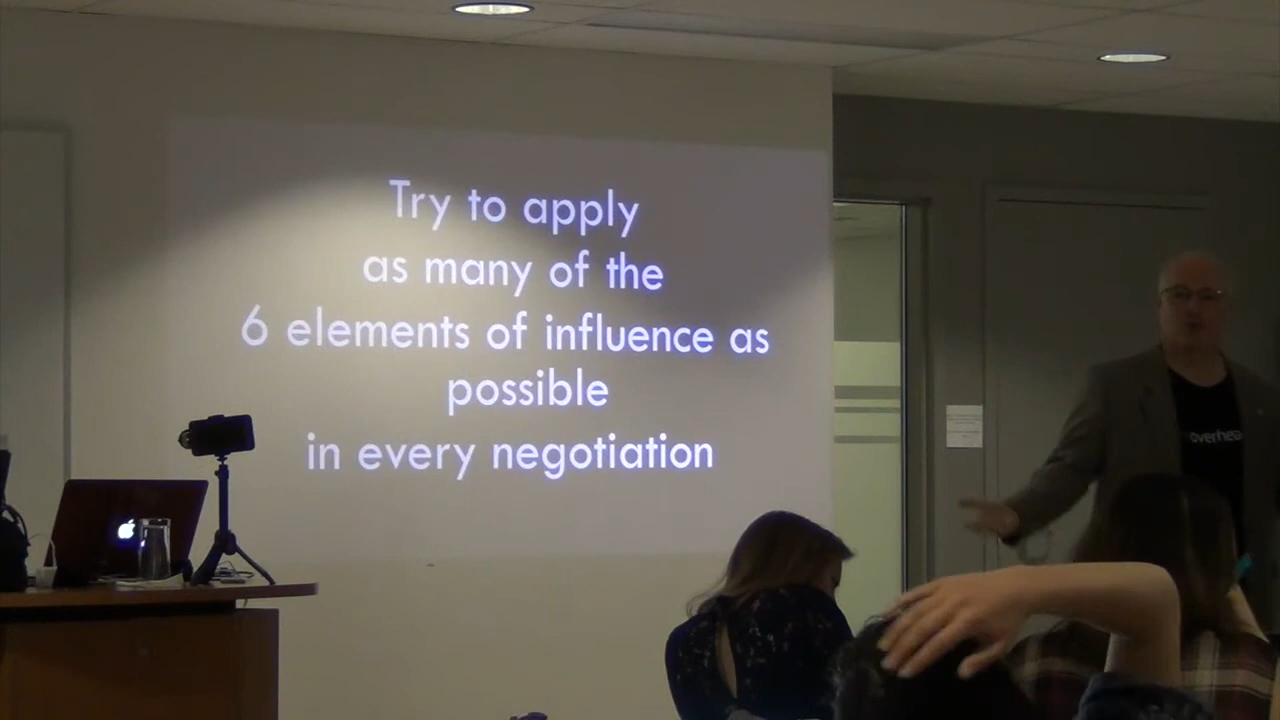 Try to apply
as many of the
6 elements of influence as
possible
in every negotiation
overhea